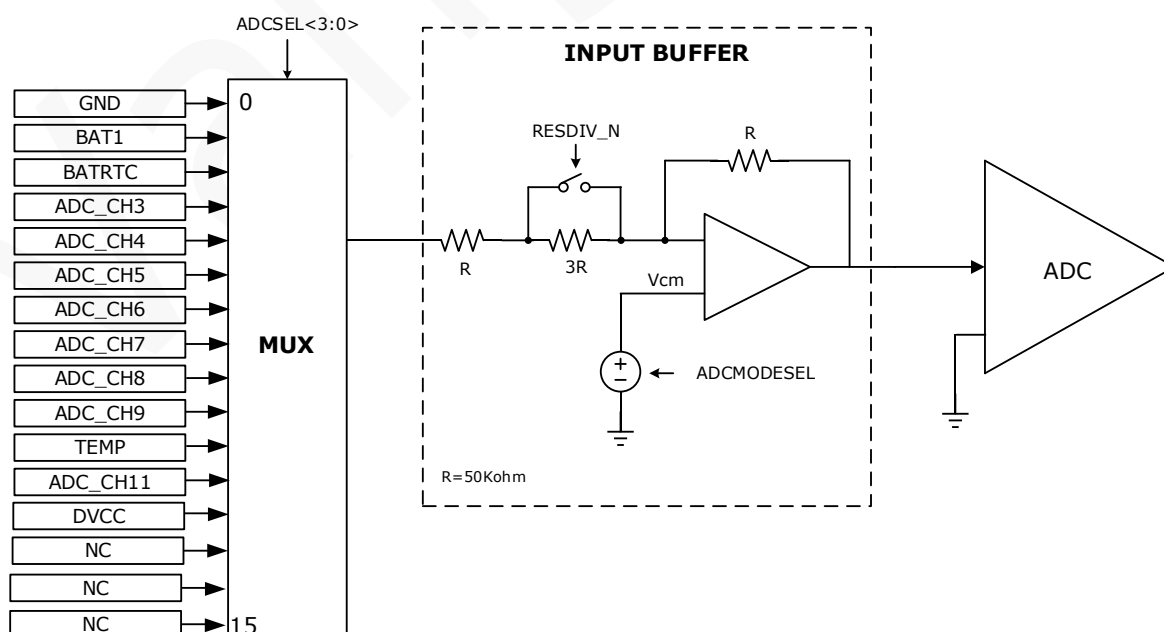 ADCSEL<3:0>
INPUT BUFFER
GND
0
BAT1
RESDIV_N
R
BATRTC
ADC_CH3
ADC_CH4
R
3R
ADC
ADC_CH5
Vcm
ADC_CH6
ADC_CH7
MUX
ADC_CH8
ADCMODESEL
ADC_CH9
TEMP
ADC_CH11
R=50Kohm
DVCC
NC
NC
NC
15